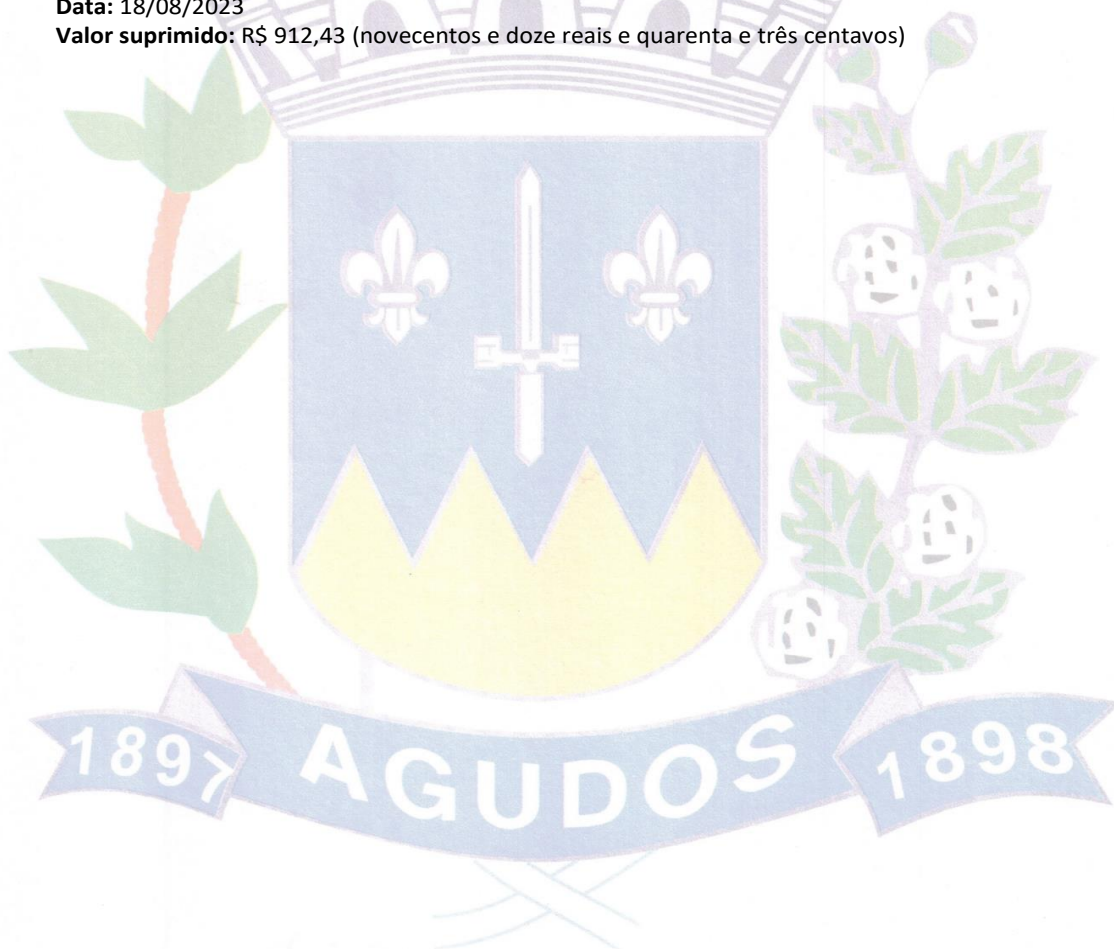 Data: 18/08/2023
Valor suprimido: R$ 912,43 (novecentos e doze reais e quarenta e três centavos)
1897 AGUDOS 1898